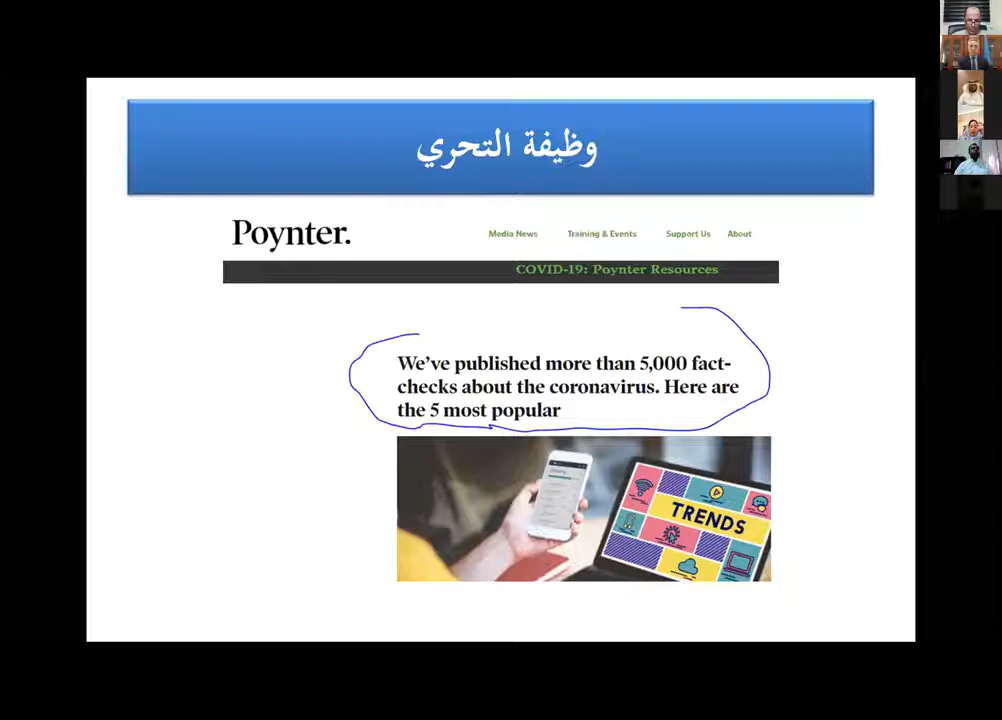 وظيفة التحري
Poynter.
Media News Training & Events Support Us About
COVID-19: Poynter Resources
We've published more than 5,000 fact-
checks about the coronavirus. Here are
the 5 most popular
TRENDS